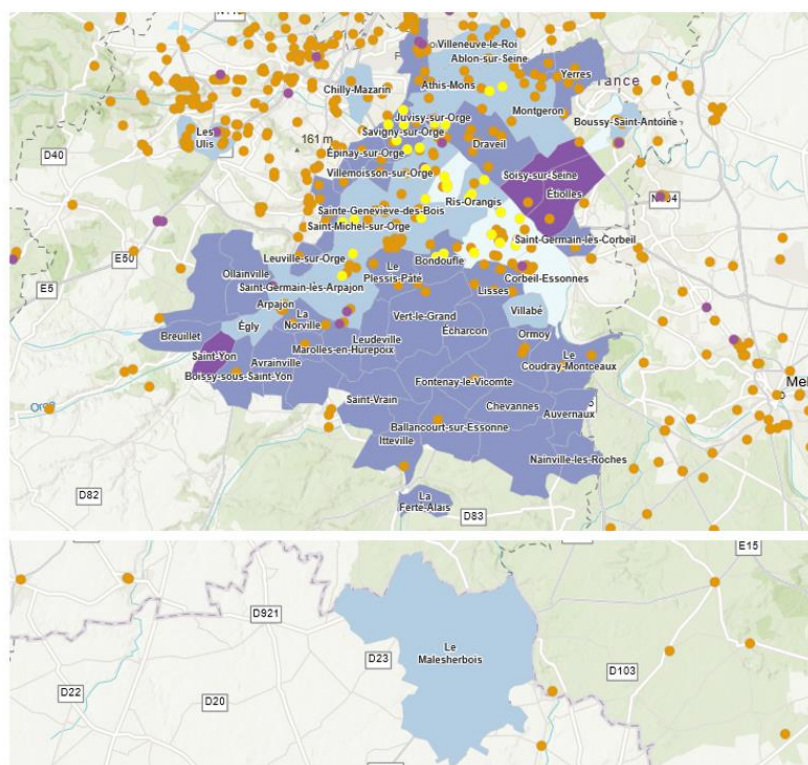 Villeneuve-le-Roi
Ablon-sur-Seine
Athis-Mons
Yerres
rance
Chilly-Mazarin
Montgeron
Juvisy-sur-Orge
Boussy-Saint-Antoine
Les
Ulis
Savigny-sur-Orge
161 m
Draveil
D40
Épinay-sur-Orge
Villemoisson-sur-Orge
Soisy-sur-Seine
Étiolles
Ris-Orangis
Sainte-Geneviève-des-Bois
Saint-Michel-sur-Orge
Saint-Germain-lès-Corbeil
E50
Leuville-sur-Orge
Bondoufle
Ollainville
Le
Plessis-Pâté
Corbeil-Essonnes
E5
Saint-Germain-lès-Arpajon
Lisses
Arpajon
La
Norville
Vert-le-Grand
Villabé
Égly
Écharcon
Breuillet
Leudeville
Ormoy
Saint-Yon
Marolles-en-Hurepoix
Le
Coudray-Montceaux
Avrainville
Boissy-sous-Saint-Yon
Fontenay-le-Vicomte
Mel
Saint-Vrain
Chevannes
Auvernaux
Ballancourt-sur-Essonne
Itteville
Nainville-les-Roches
D82
La
Ferté-Alais
D83
E15
D921
Le
Malesherbois
D23
D103
D22
D20